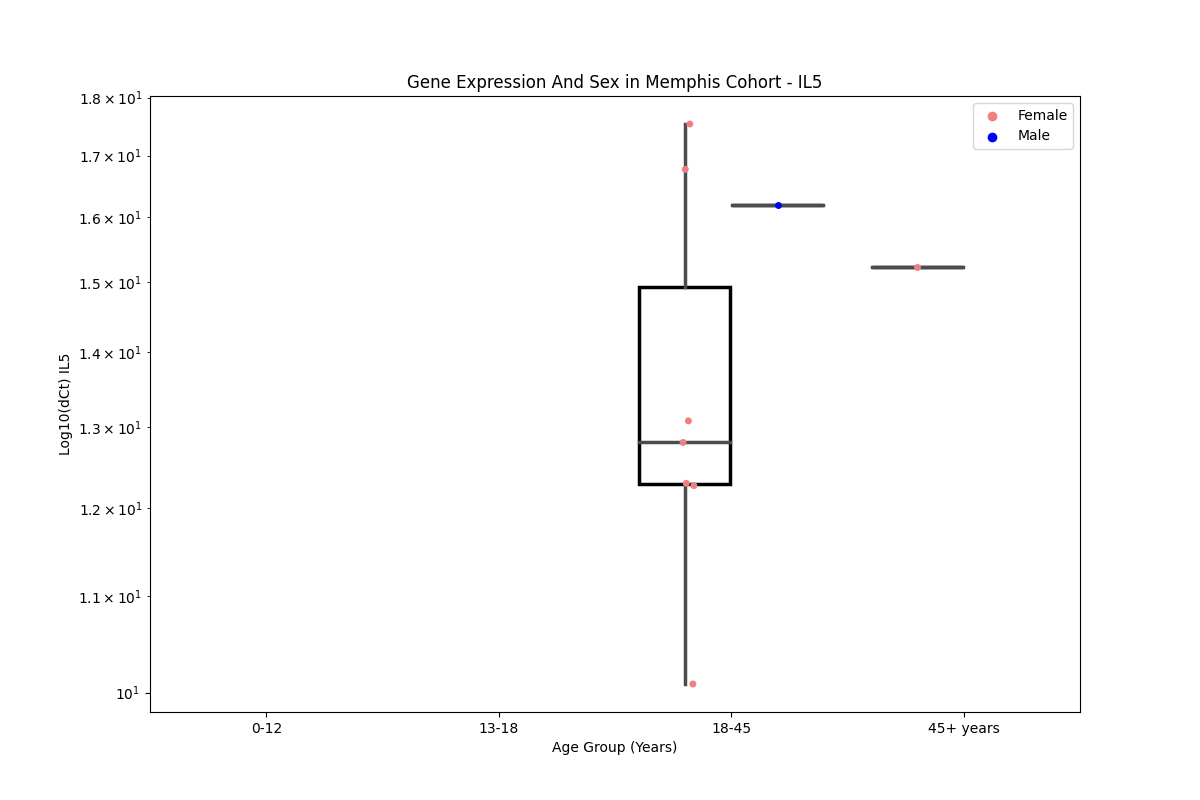 Gene Expression And Sex in Memphis Cohort - IL5
1.8 × 10¹
1.7 × 10¹
1.6 × 10¹
1.5 × 10¹
1.4 × 10¹
1.3 × 10¹
1.2 × 10¹
1.1 × 10¹
10¹
Log10(dCt) IL5
Female
Male
0-12
13-18
18-45
45+ years
Age Group (Years)